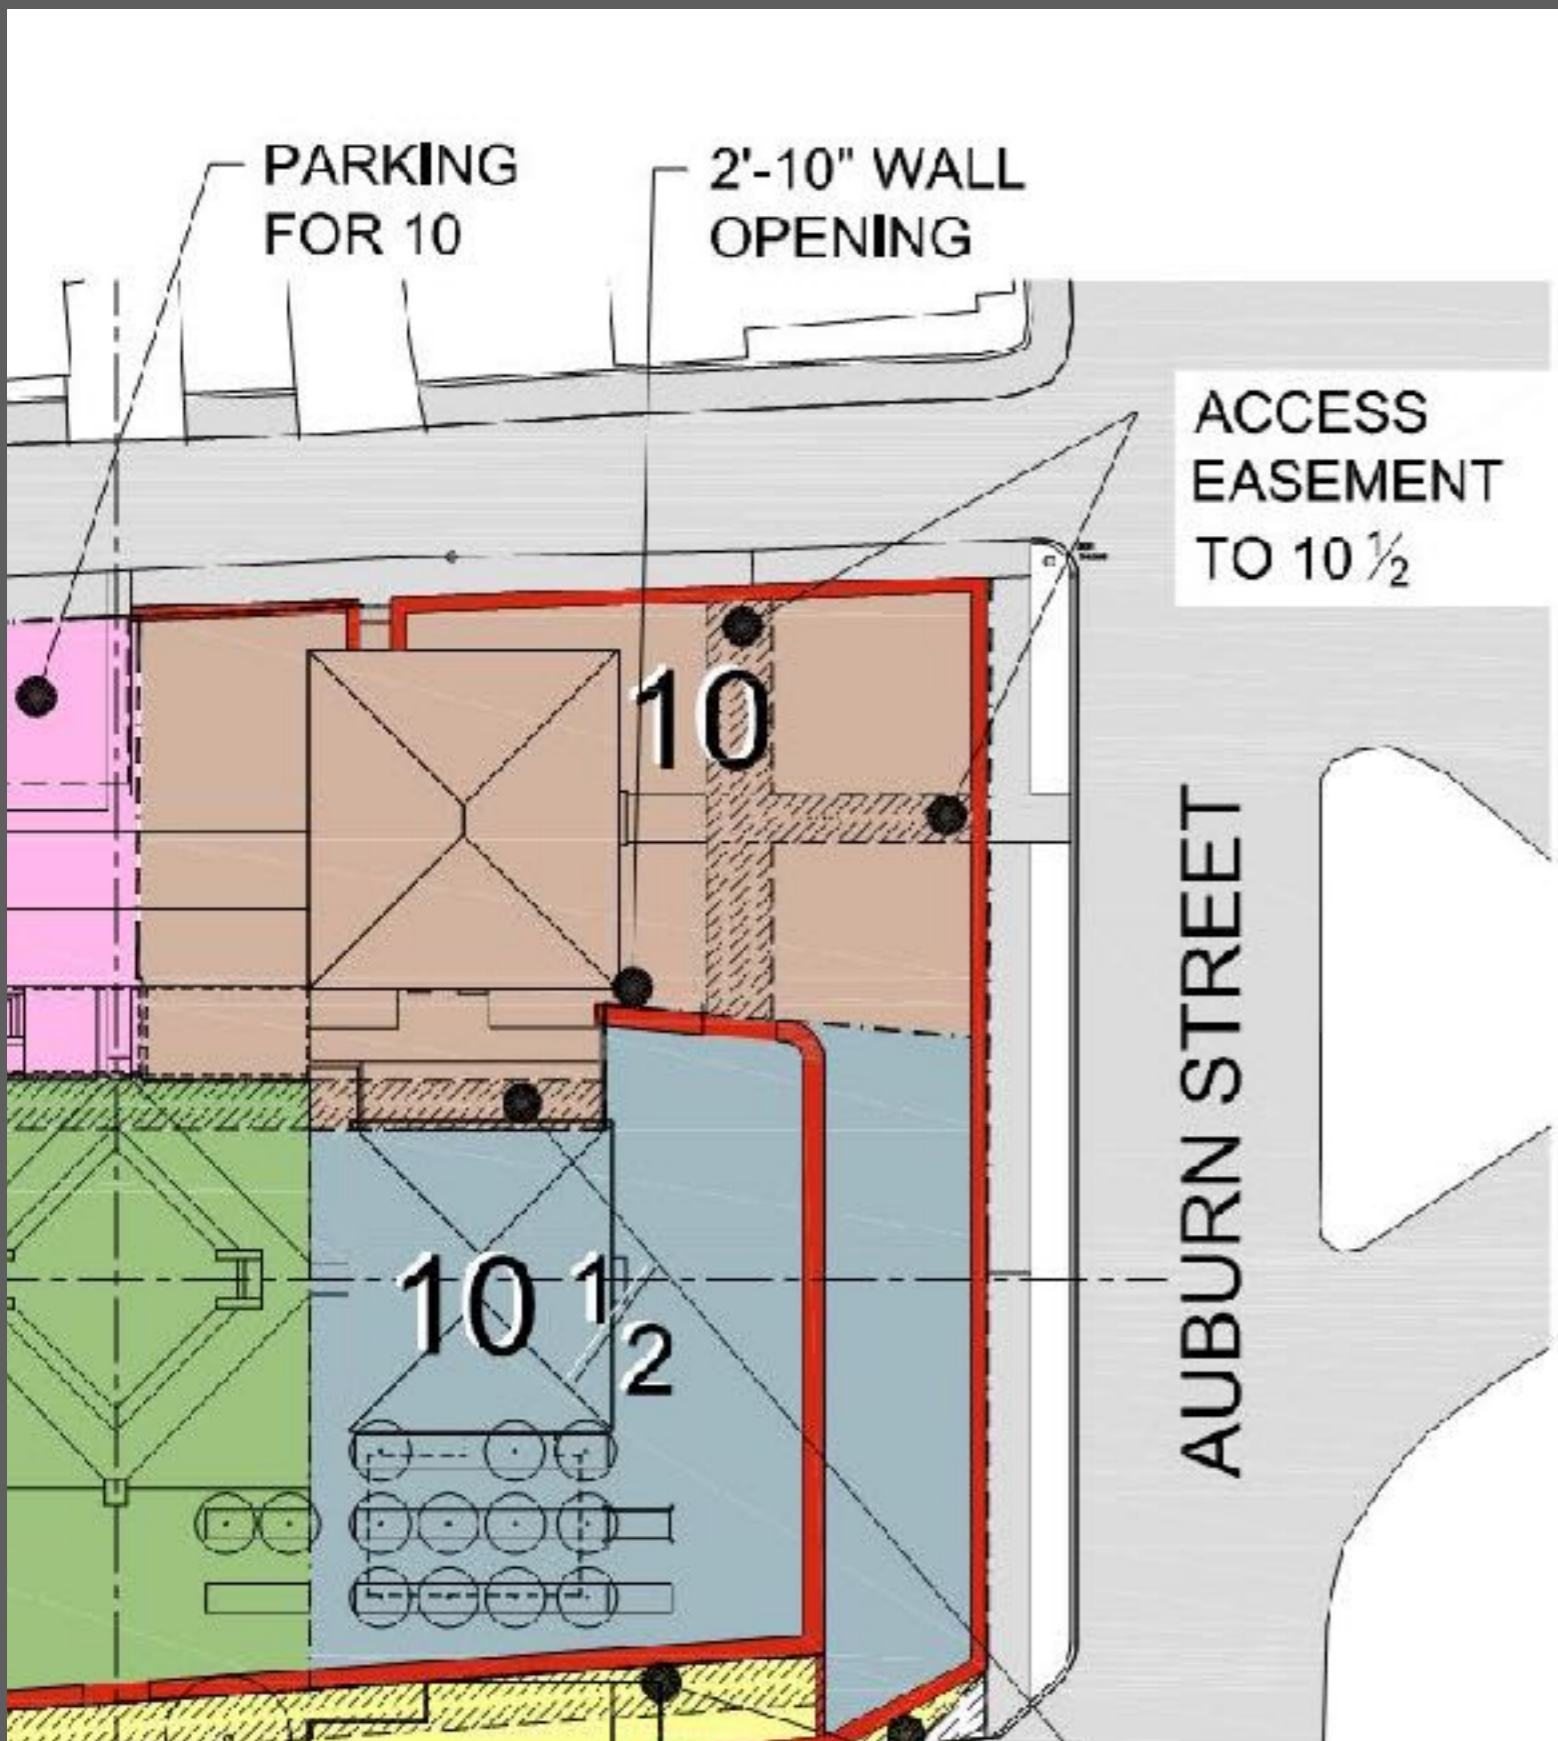 PARKING
FOR 10
2'-10" WALL
OPENING
ACCESS
EASEMENT
TO 10 ½
10
AUBURN STREET
10 1/2